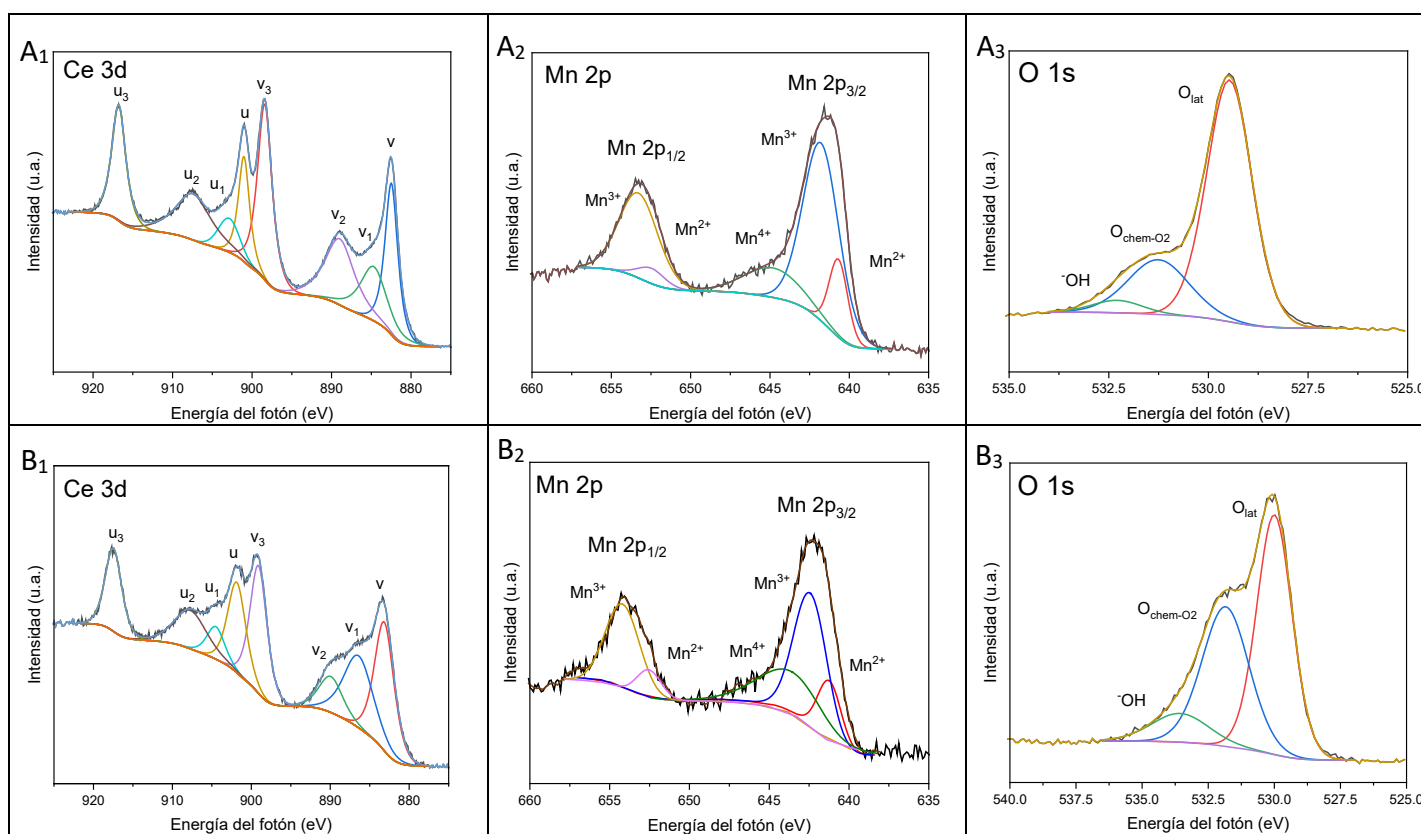 A1
Ce 3d
u3
u2
u1
u
v3
v2
v1
v
Intensidad (u.a.)
920 910 900 890 880
Energía del fotón (eV)
A2
Mn 2p
Mn 2p3/2
Mn 2p1/2
Mn3+
Mn3+
Mn2+
Mn4+
Mn2+
Intensidad (u.a.)
660 655 650 645 640 635
Energía del fotón (eV)
A3
O 1s
Olat
Ochem-O2
-OH
Intensidad (u.a.)
535.0 532.5 530.0 527.5 525.0
Energía del fotón (eV)
B1
Ce 3d
u3
u2
u1
u
v3
v2
v1
v
Intensidad (u.a.)
920 910 900 890 880
Energía del fotón (eV)
B2
Mn 2p
Mn 2p3/2
Mn 2p1/2
Mn3+
Mn3+
Mn2+
Mn4+
Mn2+
Intensidad (u.a.)
660 655 650 645 640 635
Energía del fotón (eV)
B3
O 1s
Olat
Ochem-O2
-OH
Intensidad (u.a.)
540.0 537.5 535.0 532.5 530.0 527.5 525.0
Energía del fotón (eV)